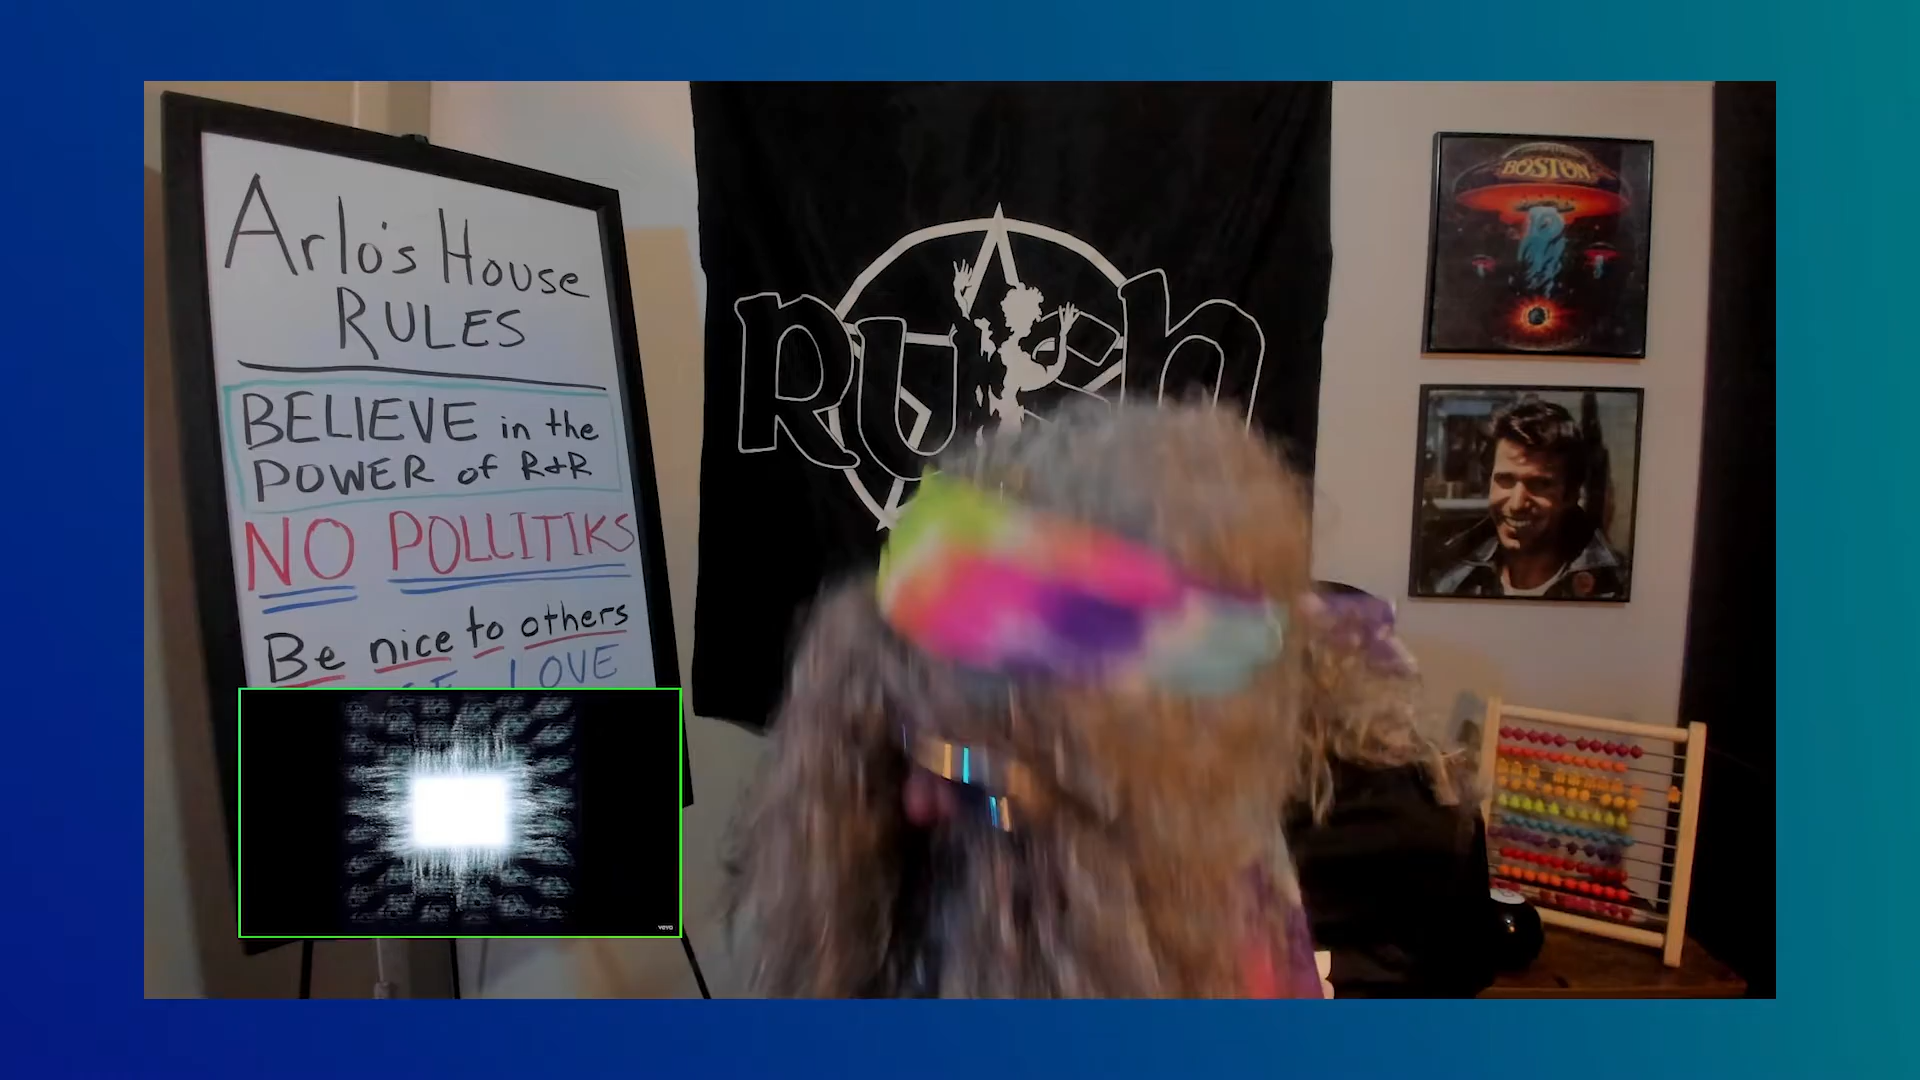 Arlo's House
RULES
BELIEVE in the
POWER of R+R
NO POLLITIKS
Be nice to others
LOVE
RUSH
BOSTON
vevo